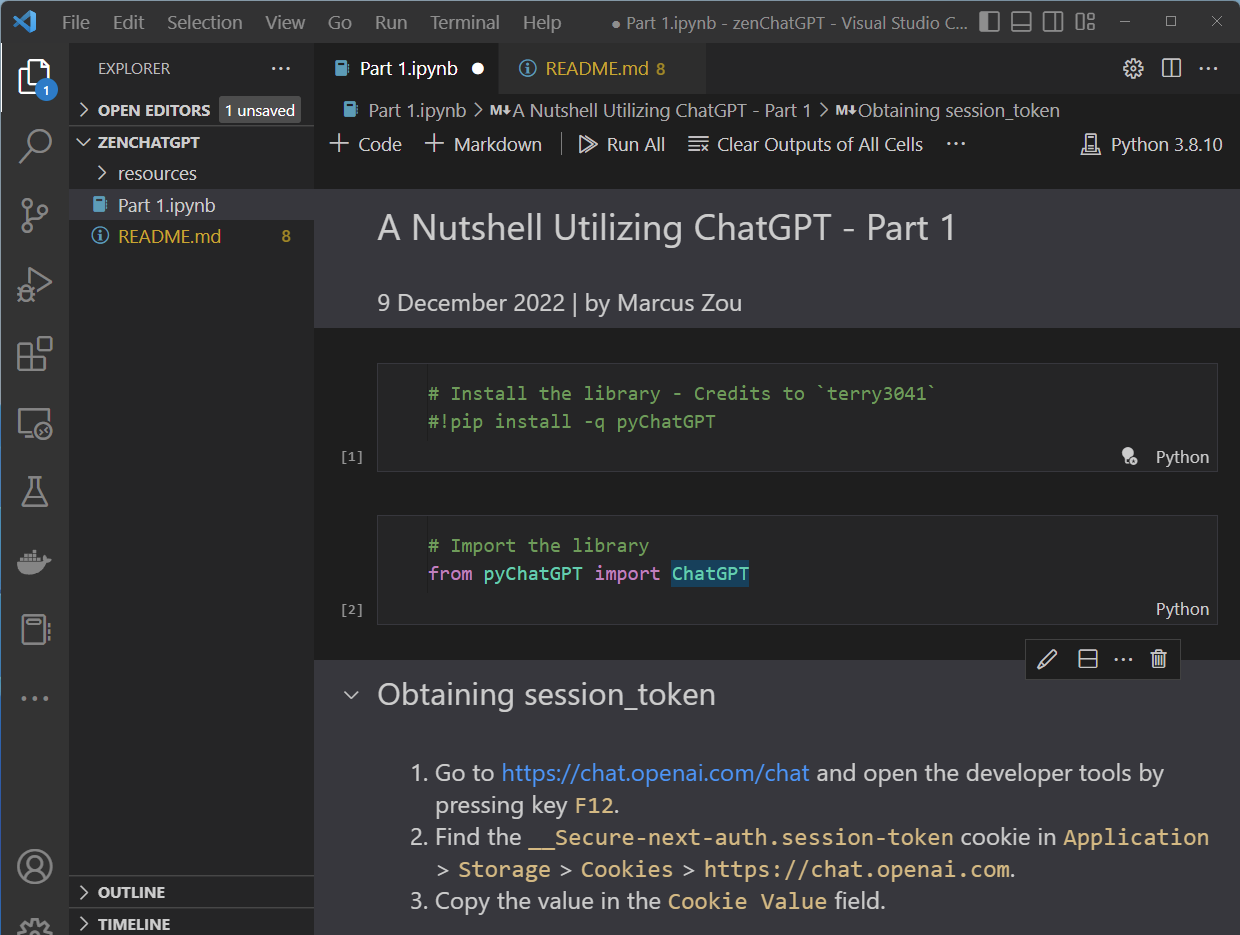 File Edit Selection View Go Run Terminal Help ● Part 1.ipynb - zenChatGPT - Visual Studio C...
EXPLORER ...
1
OPEN EDITORS 1 unsaved
ZENCHATGPT
resources
Part 1.ipynb
README.md 8
OUTLINE
TIMELINE
Part 1.ipynb ● README.md 8
Part 1.ipynb > M↓A Nutshell Utilizing ChatGPT - Part 1 > M↓Obtaining session_token
+ Code + Markdown | Run All Clear Outputs of All Cells ... Python 3.8.10
A Nutshell Utilizing ChatGPT - Part 1
9 December 2022 | by Marcus Zou
# Install the library - Credits to `terry3041`
#!pip install -q pyChatGPT
[1] Python
# Import the library
from pyChatGPT import ChatGPT
[2] Python
Obtaining session_token
1. Go to https://chat.openai.com/chat and open the developer tools by
pressing key F12.
2. Find the __Secure-next-auth.session-token cookie in Application
> Storage > Cookies > https://chat.openai.com.
3. Copy the value in the Cookie Value field.